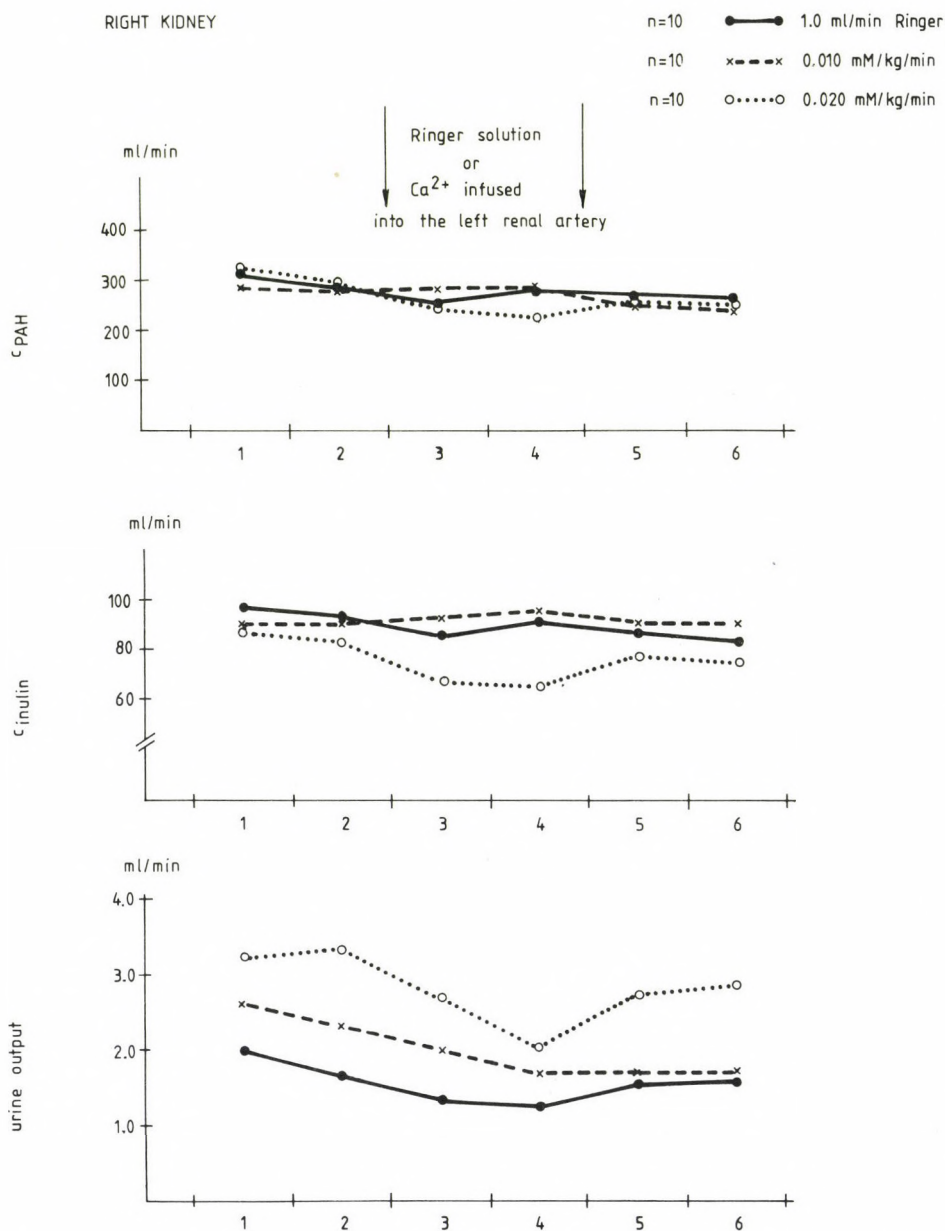 RIGHT KIDNEY
n=10 1.0 ml/min Ringer
n=10 0.010 mM/kg/min
n=10 0.020 mM/kg/min
ml/min
Ringer solution
or
Ca²⁺ infused
into the left renal artery
400
300
200
100
CPAH
1 2 3 4 5 6
ml/min
100
80
60
Cinulin
1 2 3 4 5 6
ml/min
4.0
3.0
2.0
1.0
urine output
1 2 3 4 5 6